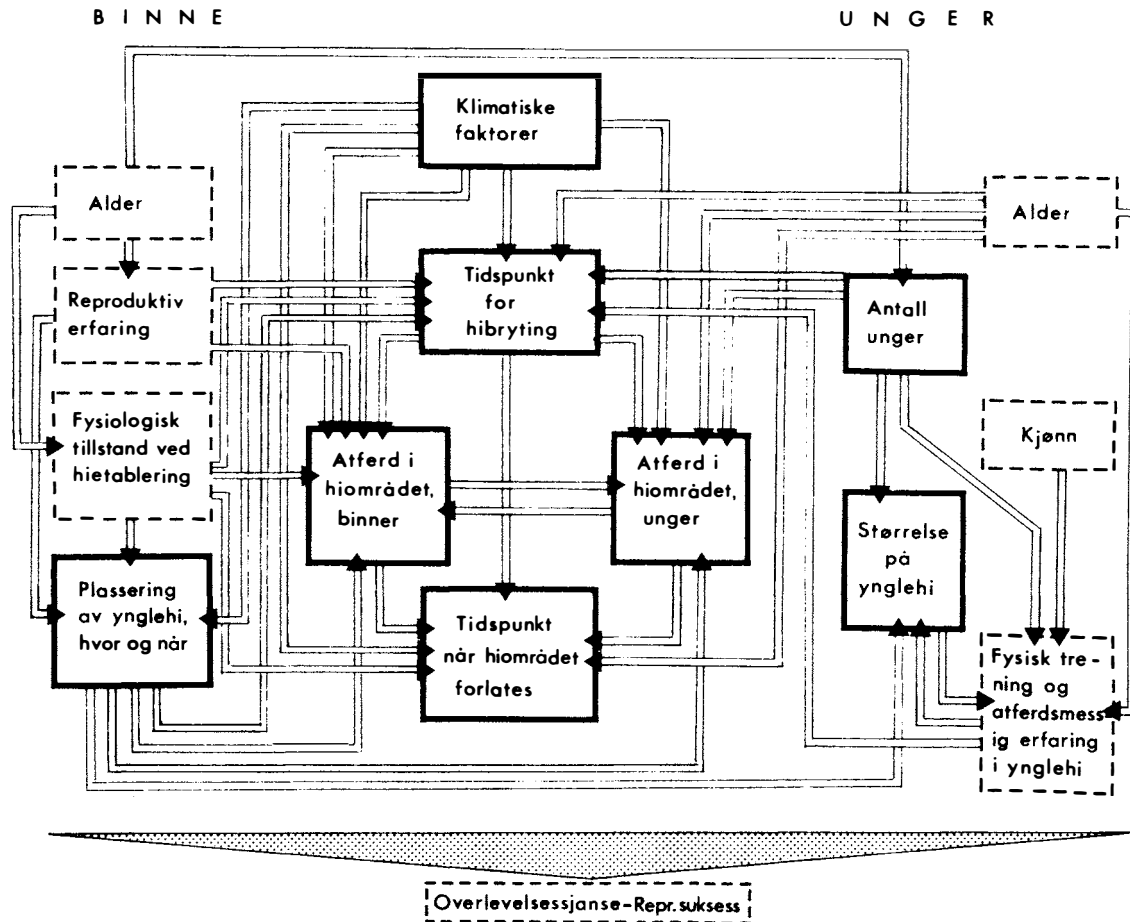 BINNE
UNGER
Klimatiske
faktorer
Alder
Alder
Reproduktiv
erfaring
Tidspunkt
for
hibryting
Antall
unger
Fysiologisk
tillstand ved
hietablering
Kjønn
Atferd i
hiområdet,
binner
Atferd i
hiområdet,
unger
Størrelse
på
ynglehi
Plassering
av ynglehi,
hvor og når
Tidspunkt
når hiområdet
forlates
Fysisk tre-
ning og
atferdsmess
ig erfaring
i ynglehi
Overlevelsessjanse-Repr. suksess